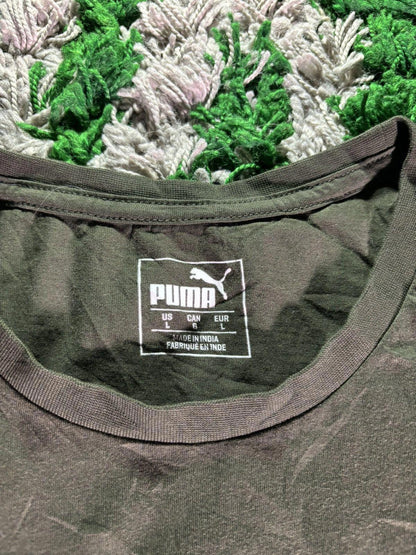 PUMA
US CAN EUR
L G L
MADE IN INDIA
FABRIQUÉ EN INDE